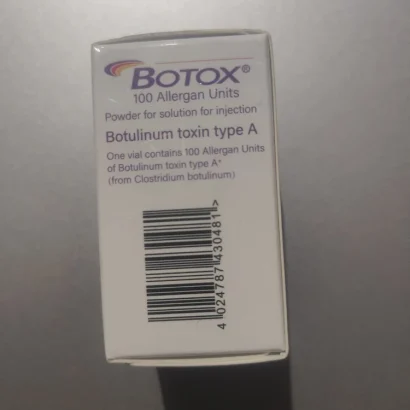 BOTOX®
100 Allergan Units
Powder for solution for injection
Botulinum toxin type A
One vial contains 100 Allergan Units
of Botulinum toxin type A*
(from Clostridium botulinum)
4 024787 430481 >